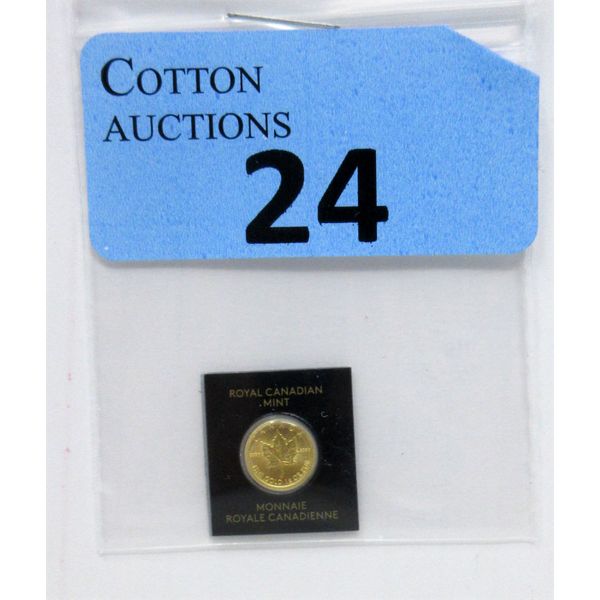 COTTON
AUCTIONS
24
ROYAL CANADIAN
MINT
MONNAIE
ROYALE CANADIENNE